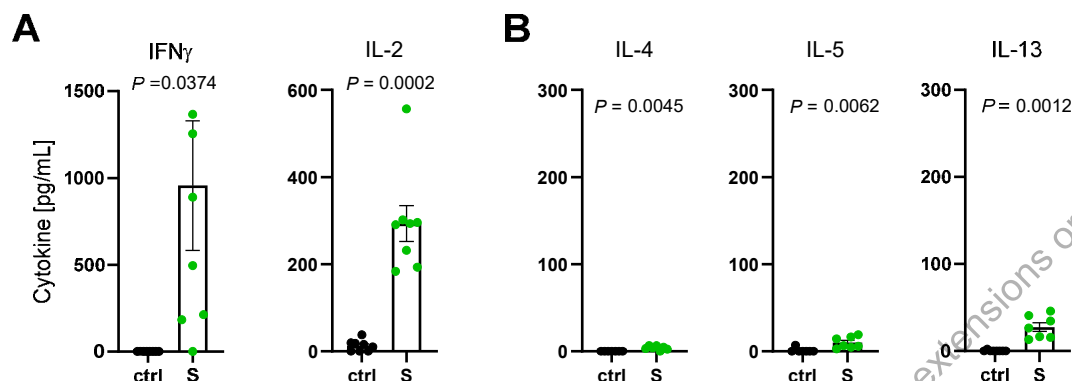 A
B
IFNγ
IL-2
IL-4
IL-5
IL-13
P =0.0374
P = 0.0002
P = 0.0045
P = 0.0062
P = 0.0012
Cytokine [pg/mL]
1500
1000
500
0
600
400
200
0
300
200
100
0
300
200
100
0
300
200
100
0
ctrl S
ctrl S
ctrl S
ctrl S
ctrl S
extensions